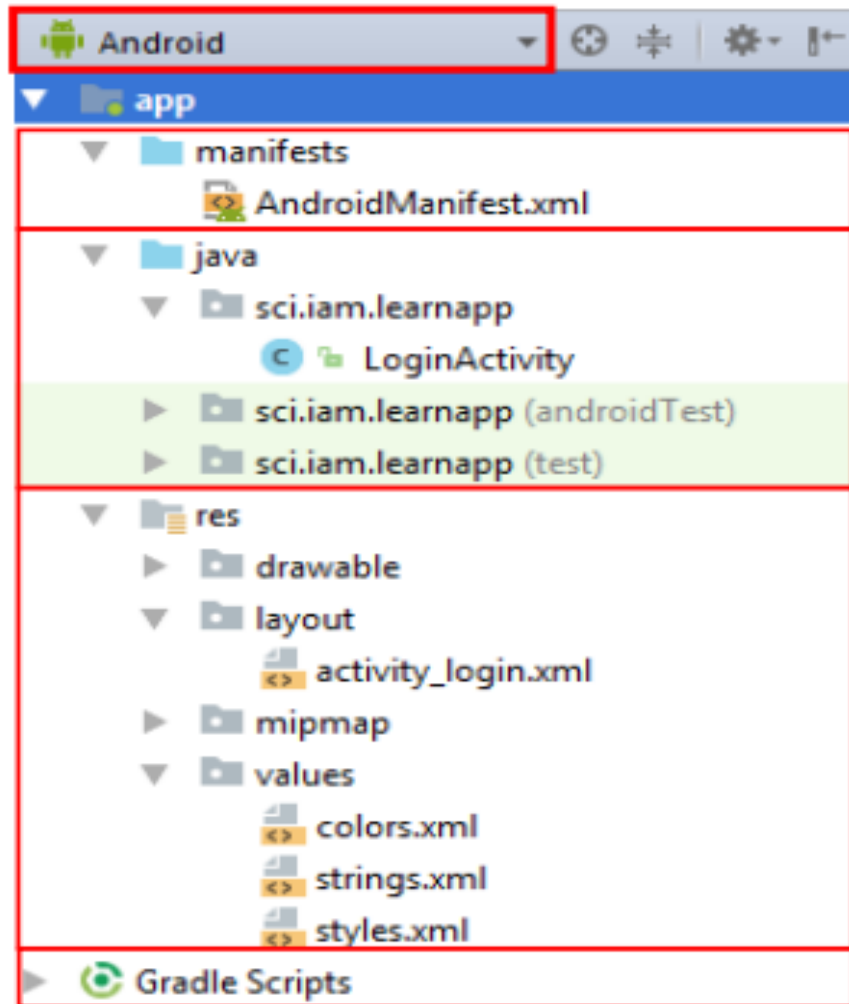 Android
app
manifests
AndroidManifest.xml
java
sci.iam.learnapp
C LoginActivity
sci.iam.learnapp (androidTest)
sci.iam.learnapp (test)
res
drawable
layout
activity_login.xml
mipmap
values
colors.xml
strings.xml
styles.xml
Gradle Scripts